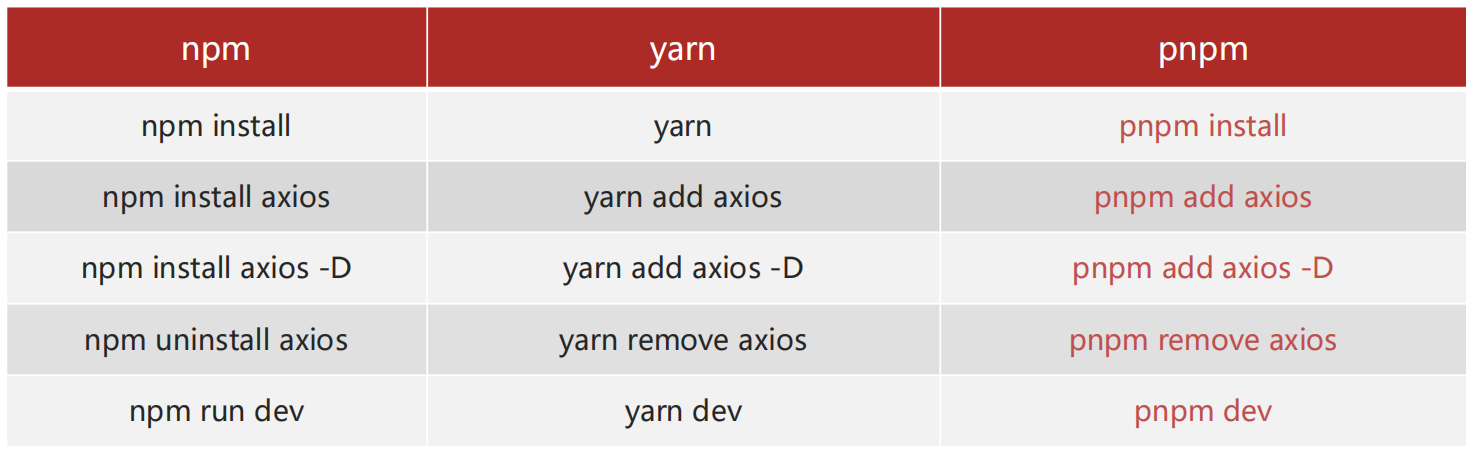 npm yarn pnpm
npm install yarn pnpm install
npm install axios yarn add axios pnpm add axios
npm install axios -D yarn add axios -D pnpm add axios -D
npm uninstall axios yarn remove axios pnpm remove axios
npm run dev yarn dev pnpm dev